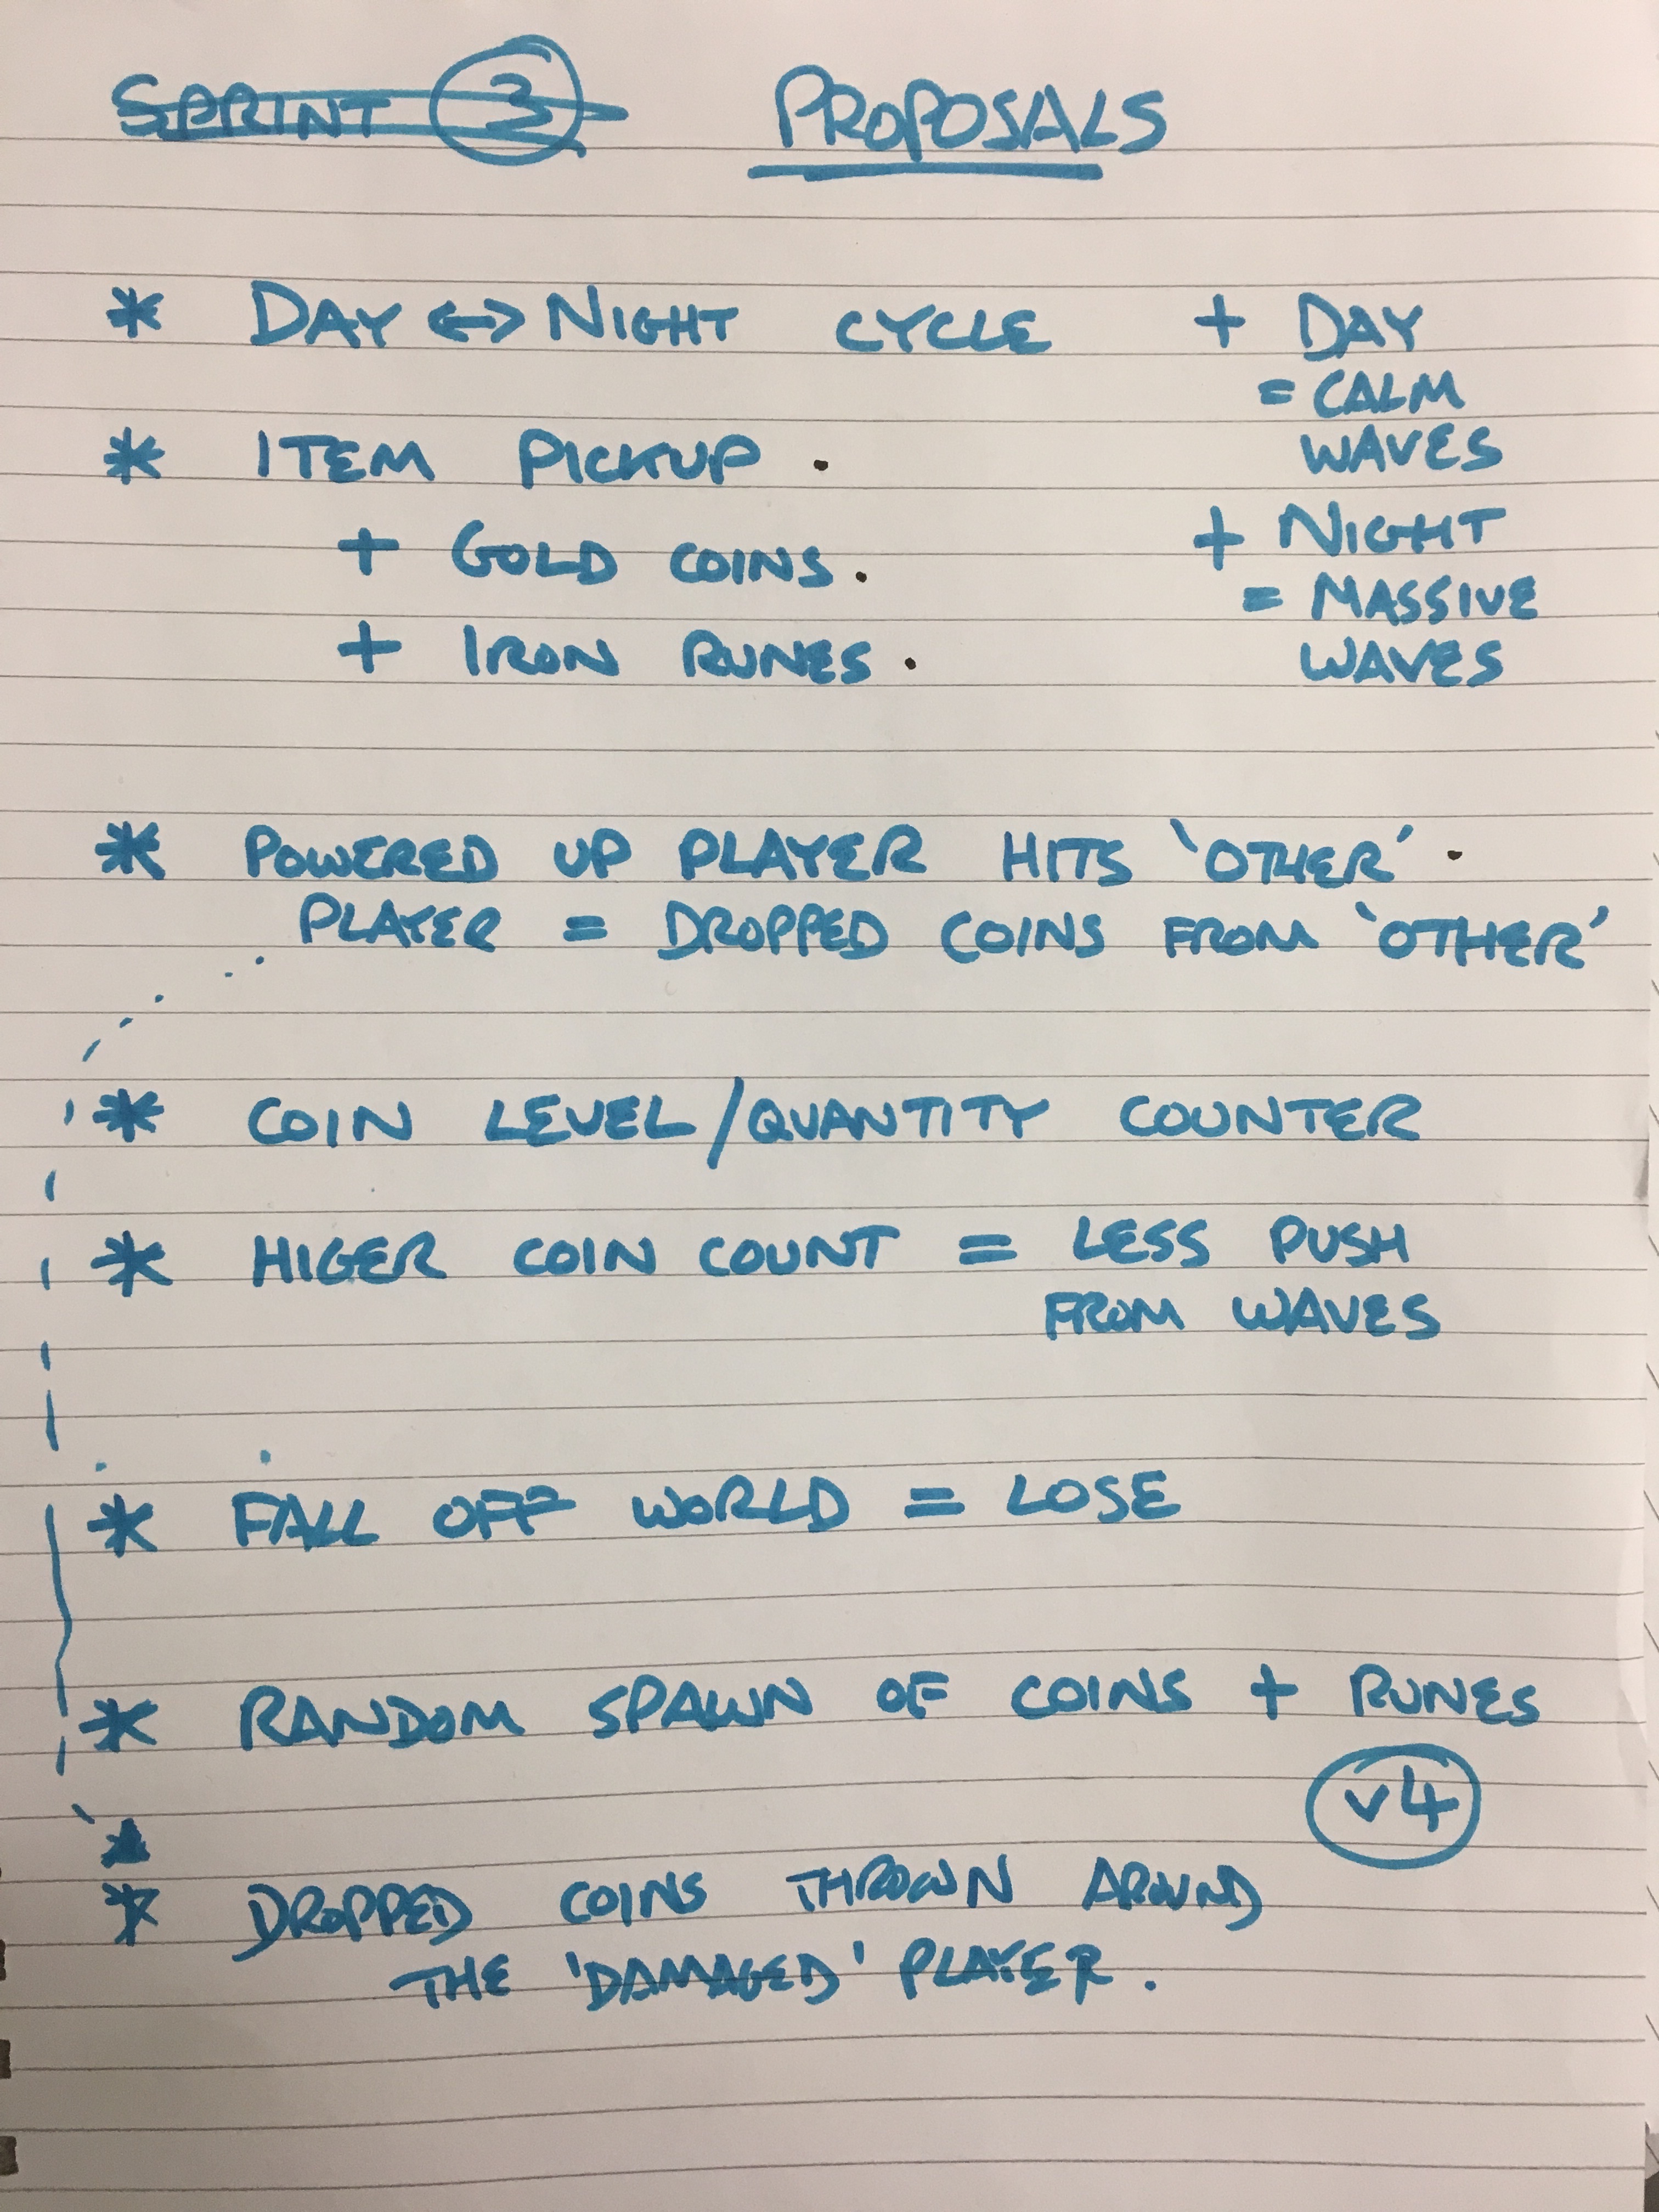 SPRINT 3 PROPOSALS
* DAY <-> NIGHT CYCLE + DAY
= CALM
WAVES
* ITEM PICKUP .
+ GOLD COINS .
+ IRON RUNES .
+ NIGHT
= MASSIVE
WAVES
* POWERED UP PLAYER HITS 'OTHER' .
PLAYER = DROPPED COINS FROM 'OTHER'
* COIN LEVEL/QUANTITY COUNTER
* HIGER COIN COUNT = LESS PUSH
FROM WAVES
* FALL OFF WORLD = LOSE
* RANDOM SPAWN OF COINS + RUNES
v4
* DROPPED COINS THROWN AROUND
THE 'DAMAGED' PLAYER .